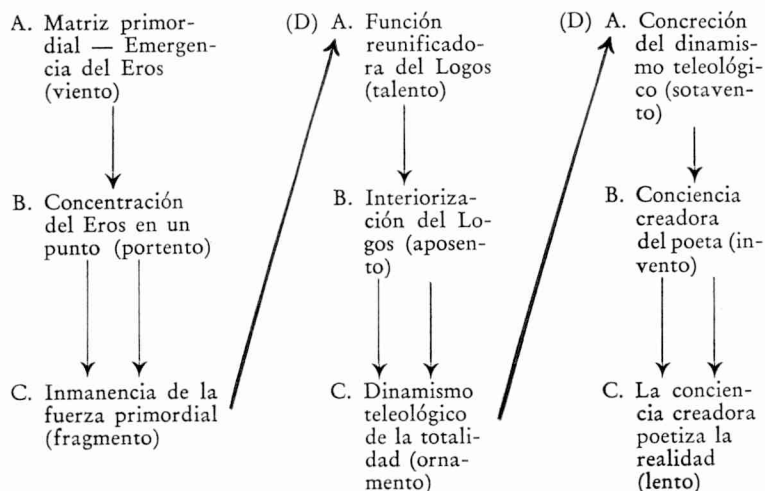 A. Matriz primor-
dial — Emergen-
cia del Eros
(viento)
B. Concentración
del Eros en un
punto (portento)
C. Inmanencia de la
fuerza primordial
(fragmento)
(D) A. Función
reunificado-
ra del Logos
(talento)
B. Interioriza-
ción del Lo-
gos (aposen-
to)
C. Dinamismo
teleológico
de la totali-
dad (orna-
mento)
(D) A. Concreción
del dinamis-
mo teleológi-
co (sotaven-
to)
B. Conciencia
creadora
del poeta (in-
vento)
C. La concien-
cia creadora
poetiza la
realidad
(lento)